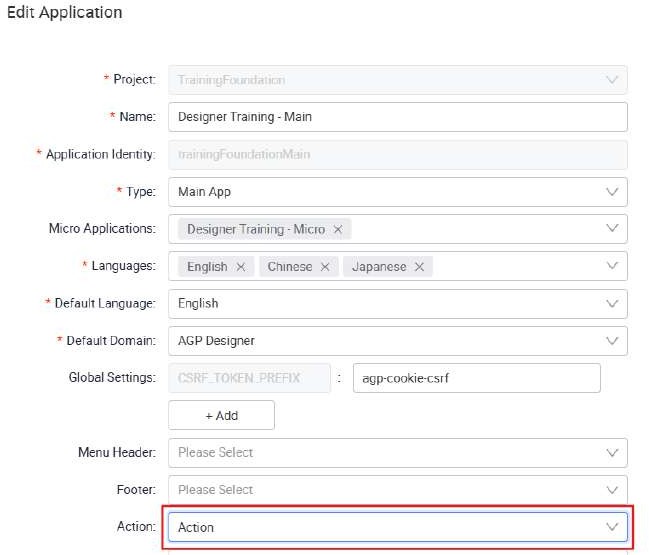 Edit Application
* Project: TrainingFoundation
* Name: Designer Training - Main
* Application Identity: trainingFoundationMain
* Type: Main App
Micro Applications: Designer Training - Micro ×
* Languages: English × Chinese × Japanese ×
* Default Language: English
* Default Domain: AGP Designer
Global Settings: CSRF_TOKEN_PREFIX : agp-cookie-csrf
+ Add
Menu Header: Please Select
Footer: Please Select
Action: Action